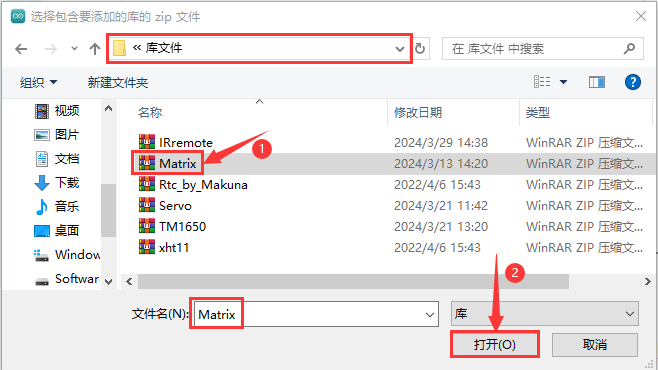 选择包含要添加的库的 zip 文件
« 库文件
在 库文件 中搜索
组织 新建文件夹
名称 修改日期 类型
视频
图片
文档
下载
音乐
桌面
Window
Software
IRremote 2024/3/29 14:38 WinRAR ZIP 压缩文...
Matrix 2024/3/13 14:20 WinRAR ZIP 压缩文...
Rtc_by_Makuna 2022/4/6 15:43 WinRAR ZIP 压缩文...
Servo 2024/3/21 11:42 WinRAR ZIP 压缩文...
TM1650 2024/3/21 13:20 WinRAR ZIP 压缩文...
xht11 2022/4/6 15:43 WinRAR ZIP 压缩文...
1
2
文件名(N): Matrix 库
打开(O) 取消